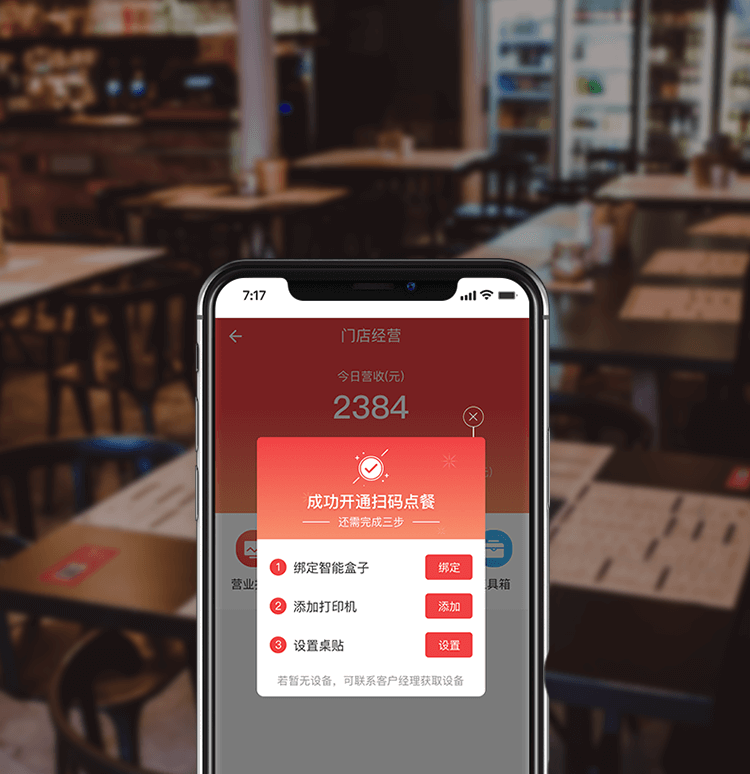 7:17
门店经营
今日营收(元)
2384
成功开通扫码点餐
还需完成三步
1 绑定智能盒子 绑定
2 添加打印机 添加
3 设置桌贴 设置
若暂无设备，可联系客户经理获取设备
营业
具箱